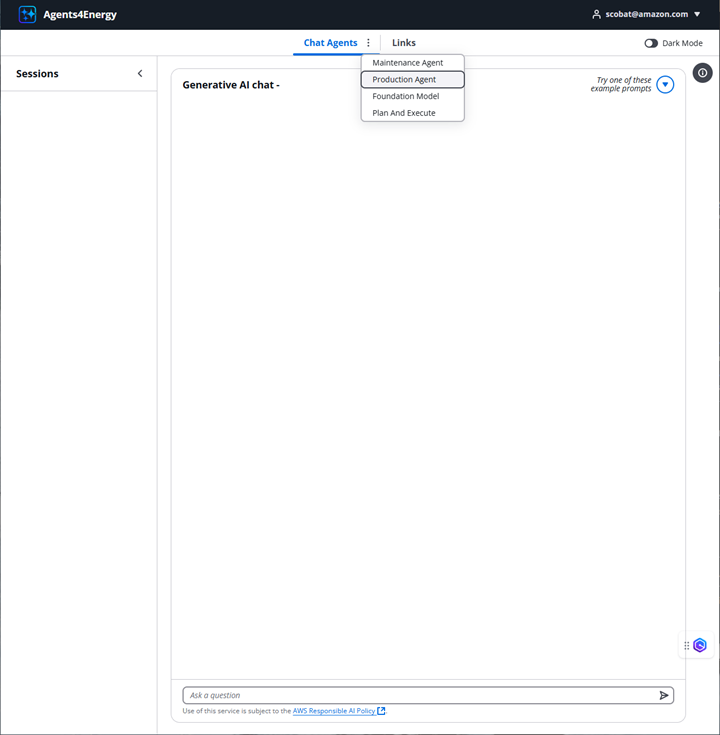 Agents4Energy
scobat@amazon.com
Chat Agents
Links
Dark Mode
Maintenance Agent
Production Agent
Foundation Model
Plan And Execute
Sessions
Generative AI chat -
Try one of these
example prompts
Ask a question
Use of this service is subject to the AWS Responsible AI Policy.